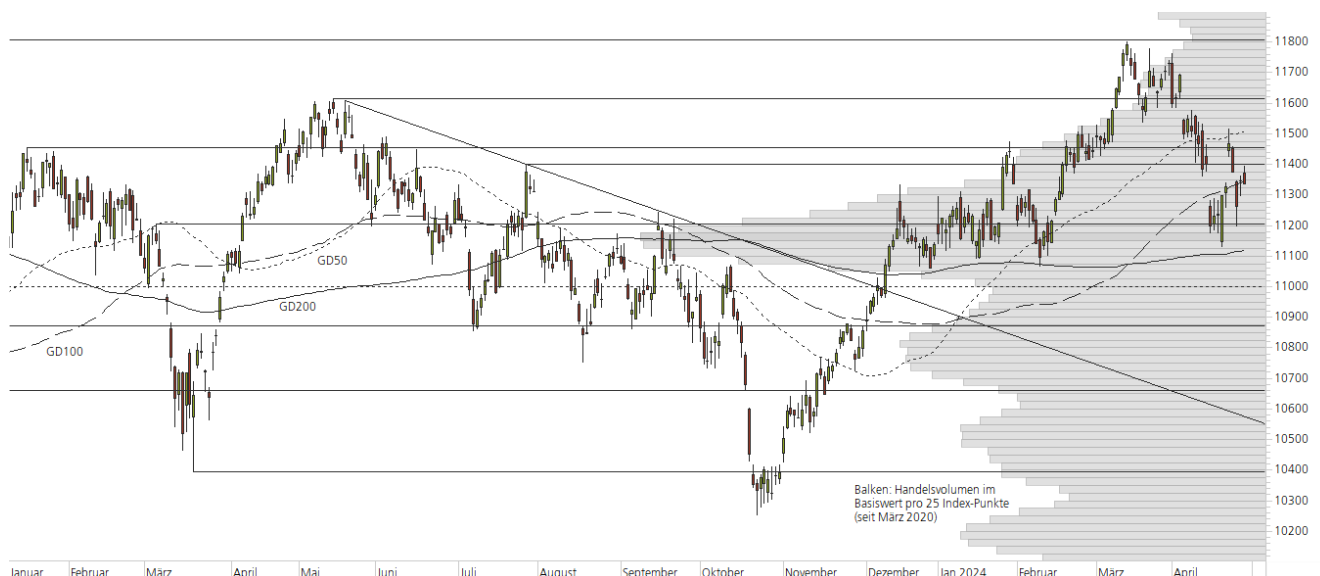 11800
11700
11600
11500
11400
11300
11200
11100
11000
10900
10800
10700
10600
10500
10400
10300
10200
GD50
GD200
GD100
Balken: Handelsvolumen im
Basiswert pro 25 Index-Punkte
(seit März 2020)
Januar Februar März April Mai Juni Juli August September Oktober November Dezember Jan 2024 Februar März April